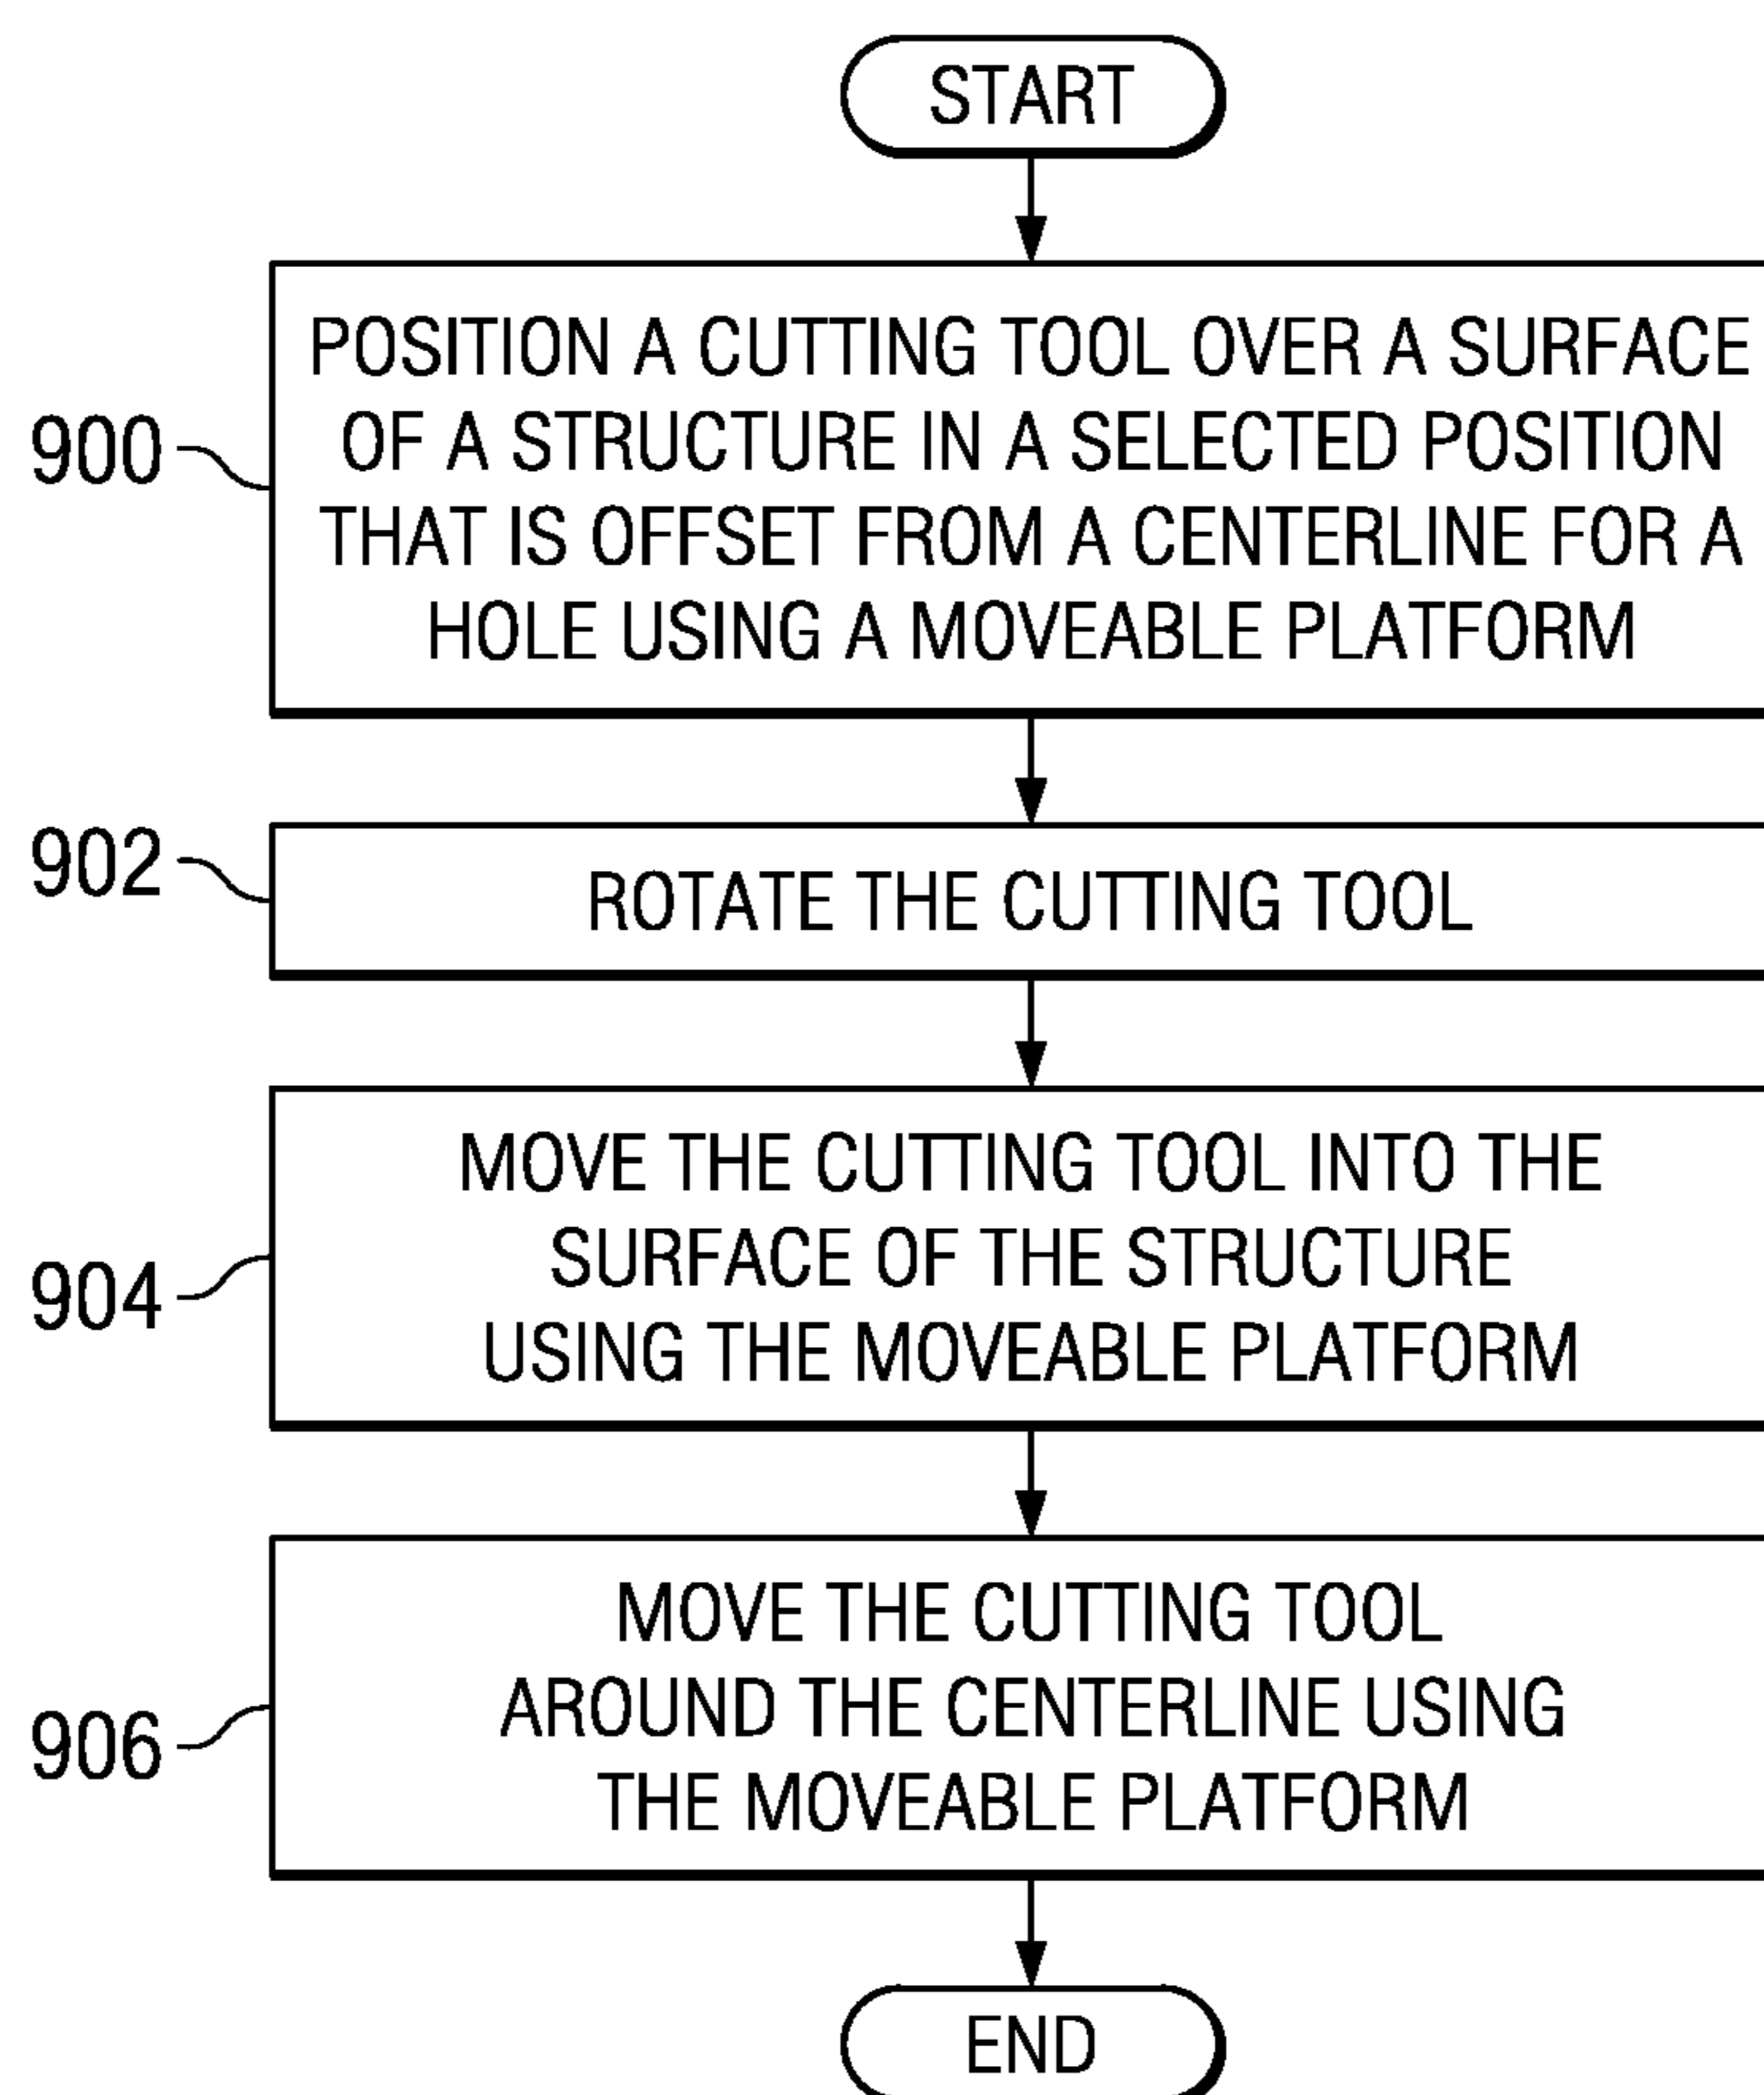 START
900
POSITION A CUTTING TOOL OVER A SURFACE
OF A STRUCTURE IN A SELECTED POSITION
THAT IS OFFSET FROM A CENTERLINE FOR A
HOLE USING A MOVEABLE PLATFORM
902
ROTATE THE CUTTING TOOL
904
MOVE THE CUTTING TOOL INTO THE
SURFACE OF THE STRUCTURE
USING THE MOVEABLE PLATFORM
906
MOVE THE CUTTING TOOL
AROUND THE CENTERLINE USING
THE MOVEABLE PLATFORM
END